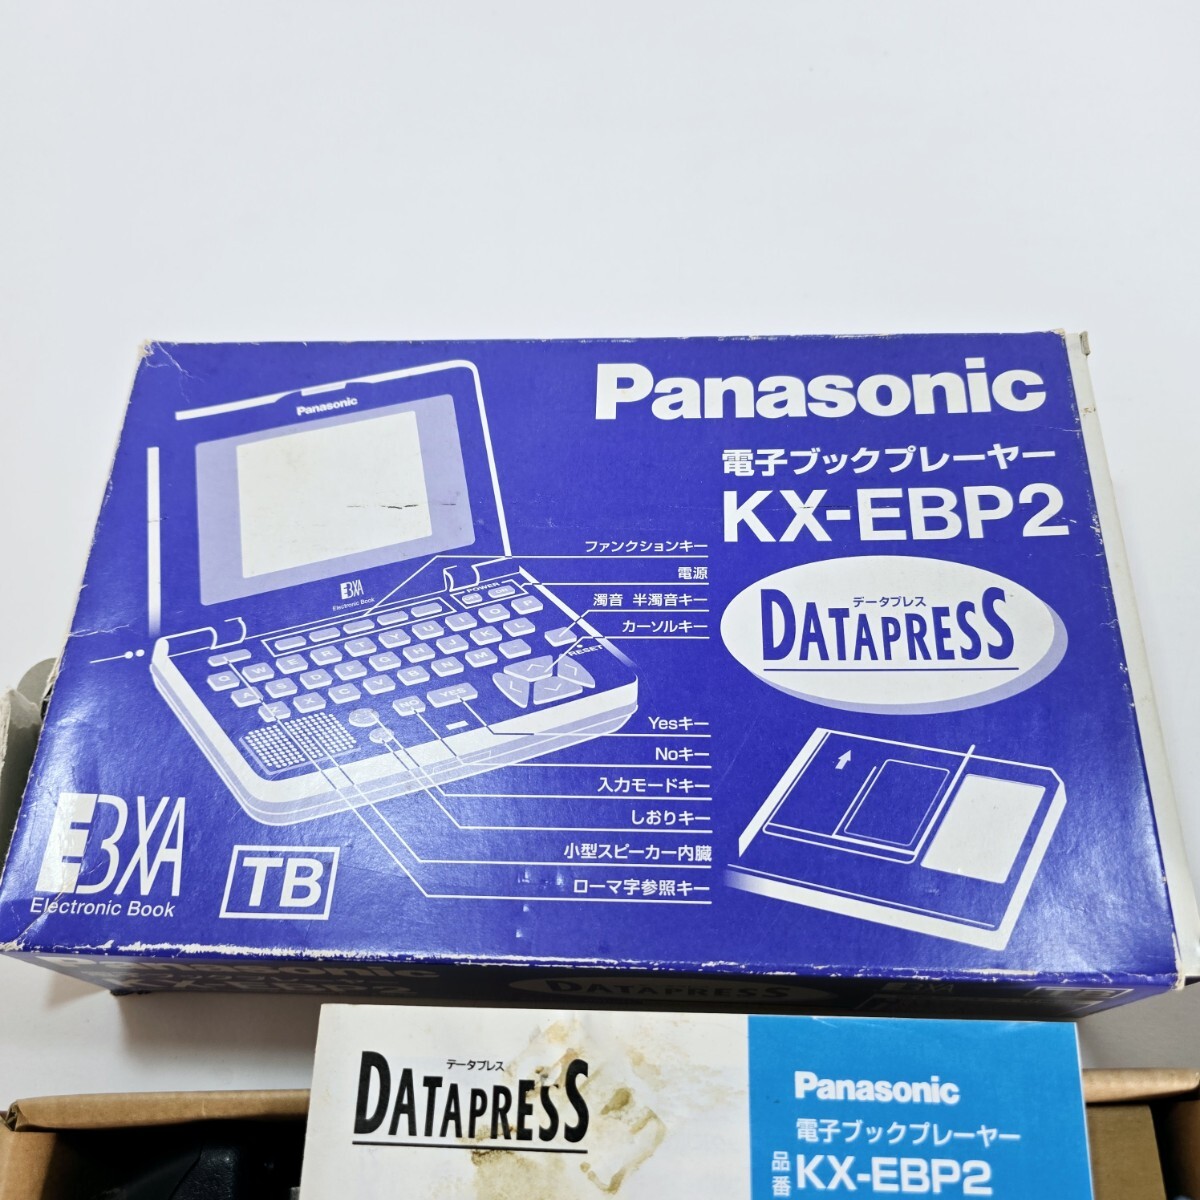 Panasonic
電子ブックプレーヤー
KX-EBP2
データプレス
DATAPRESS
Panasonic
EBXA
Electronic Book
ファンクションキー
電源
濁音 半濁音キー
カーソルキー
Yesキー
Noキー
入力モードキー
しおりキー
小型スピーカー内臓
ローマ字参照キー
POWER
OFF ON
Q W E R T Y U I O P
A S D F G H J K L
Z X C V B N M
NO YES
RESET
EBXA
Electronic Book
TB
Panasonic
KX-EBP2
DATAPRESS
データプレス
DATAPRESS
Panasonic
電子ブックプレーヤー
品番 KX-EBP2